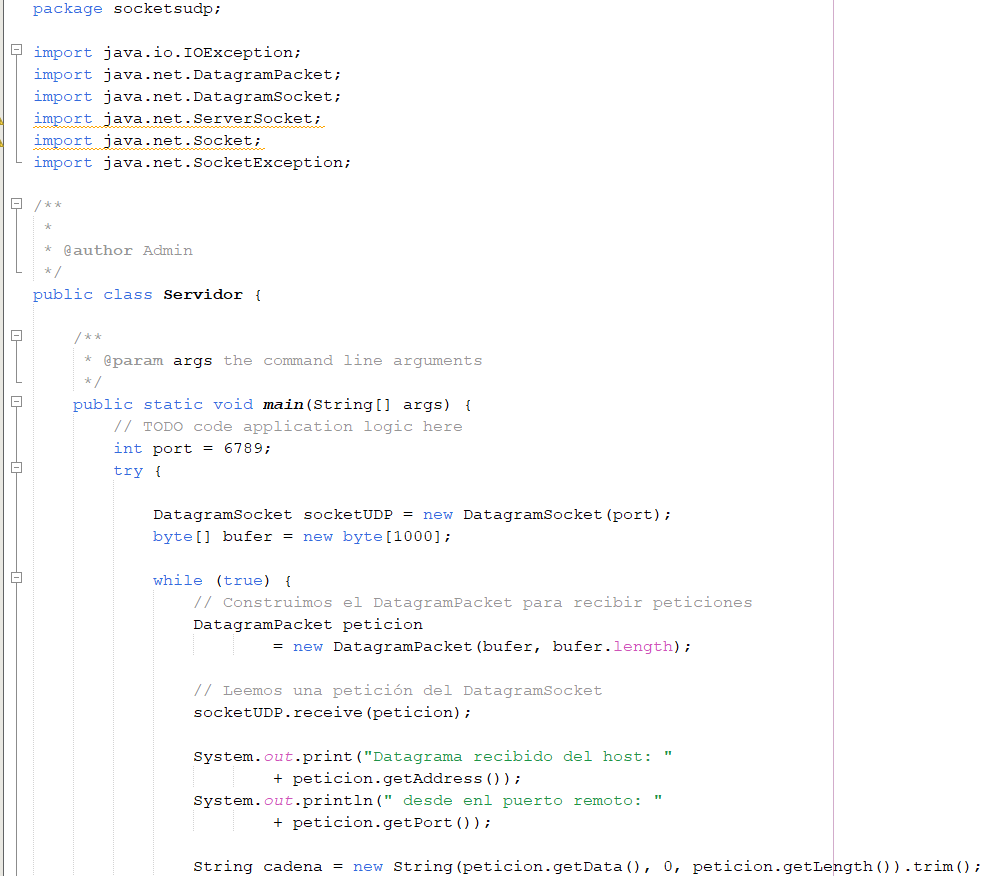 package socketsudp;
import java.io.IOException;
import java.net.DatagramPacket;
import java.net.DatagramSocket;
import java.net.ServerSocket;
import java.net.Socket;
import java.net.SocketException;
/**
*
* @author Admin
*/
public class Servidor {
/**
* @param args the command line arguments
*/
public static void main(String[] args) {
// TODO code application logic here
int port = 6789;
try {
DatagramSocket socketUDP = new DatagramSocket(port);
byte[] bufer = new byte[1000];
while (true) {
// Construimos el DatagramPacket para recibir peticiones
DatagramPacket peticion
= new DatagramPacket(bufer, bufer.length);
// Leemos una petición del DatagramSocket
socketUDP.receive(peticion);
System.out.print("Datagrama recibido del host: "
+ peticion.getAddress());
System.out.println(" desde enl puerto remoto: "
+ peticion.getPort());
String cadena = new String(peticion.getData(), 0, peticion.getLength()).trim();